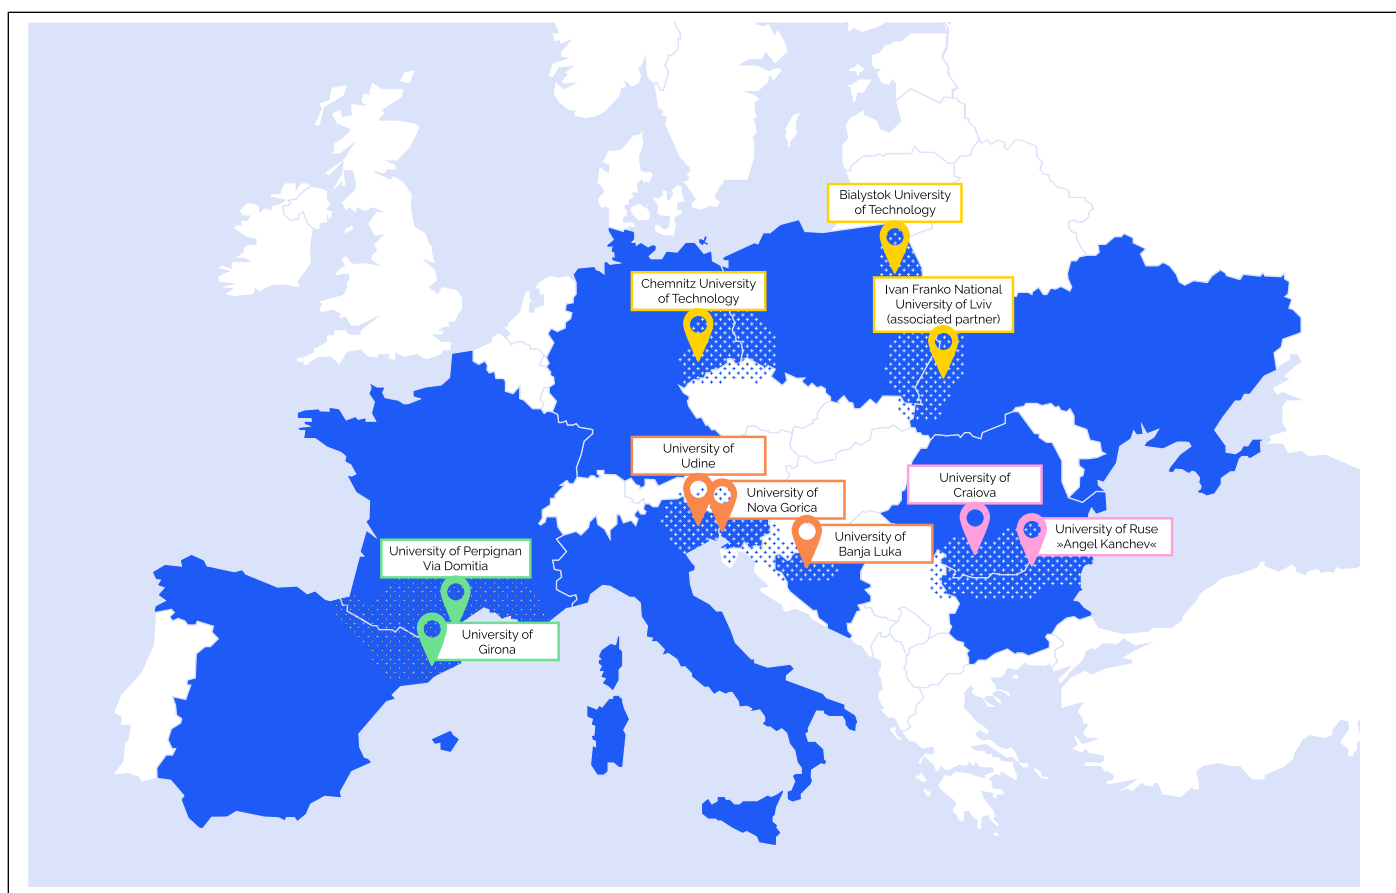 Bialystok University
of Technology
Chemnitz University
of Technology
Ivan Franko National
University of Lviv
(associated partner)
University of
Udine
University of
Nova Gorica
University of
Banja Luka
University of
Craiova
University of Ruse
»Angel Kanchev«
University of Perpignan
Via Domitia
University of
Girona